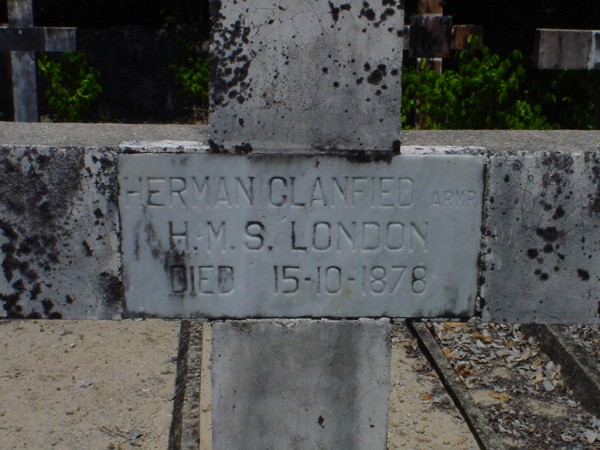 HERMAN CLANFIED ARMR
H.M.S. LONDON
DIED 15-10-1878